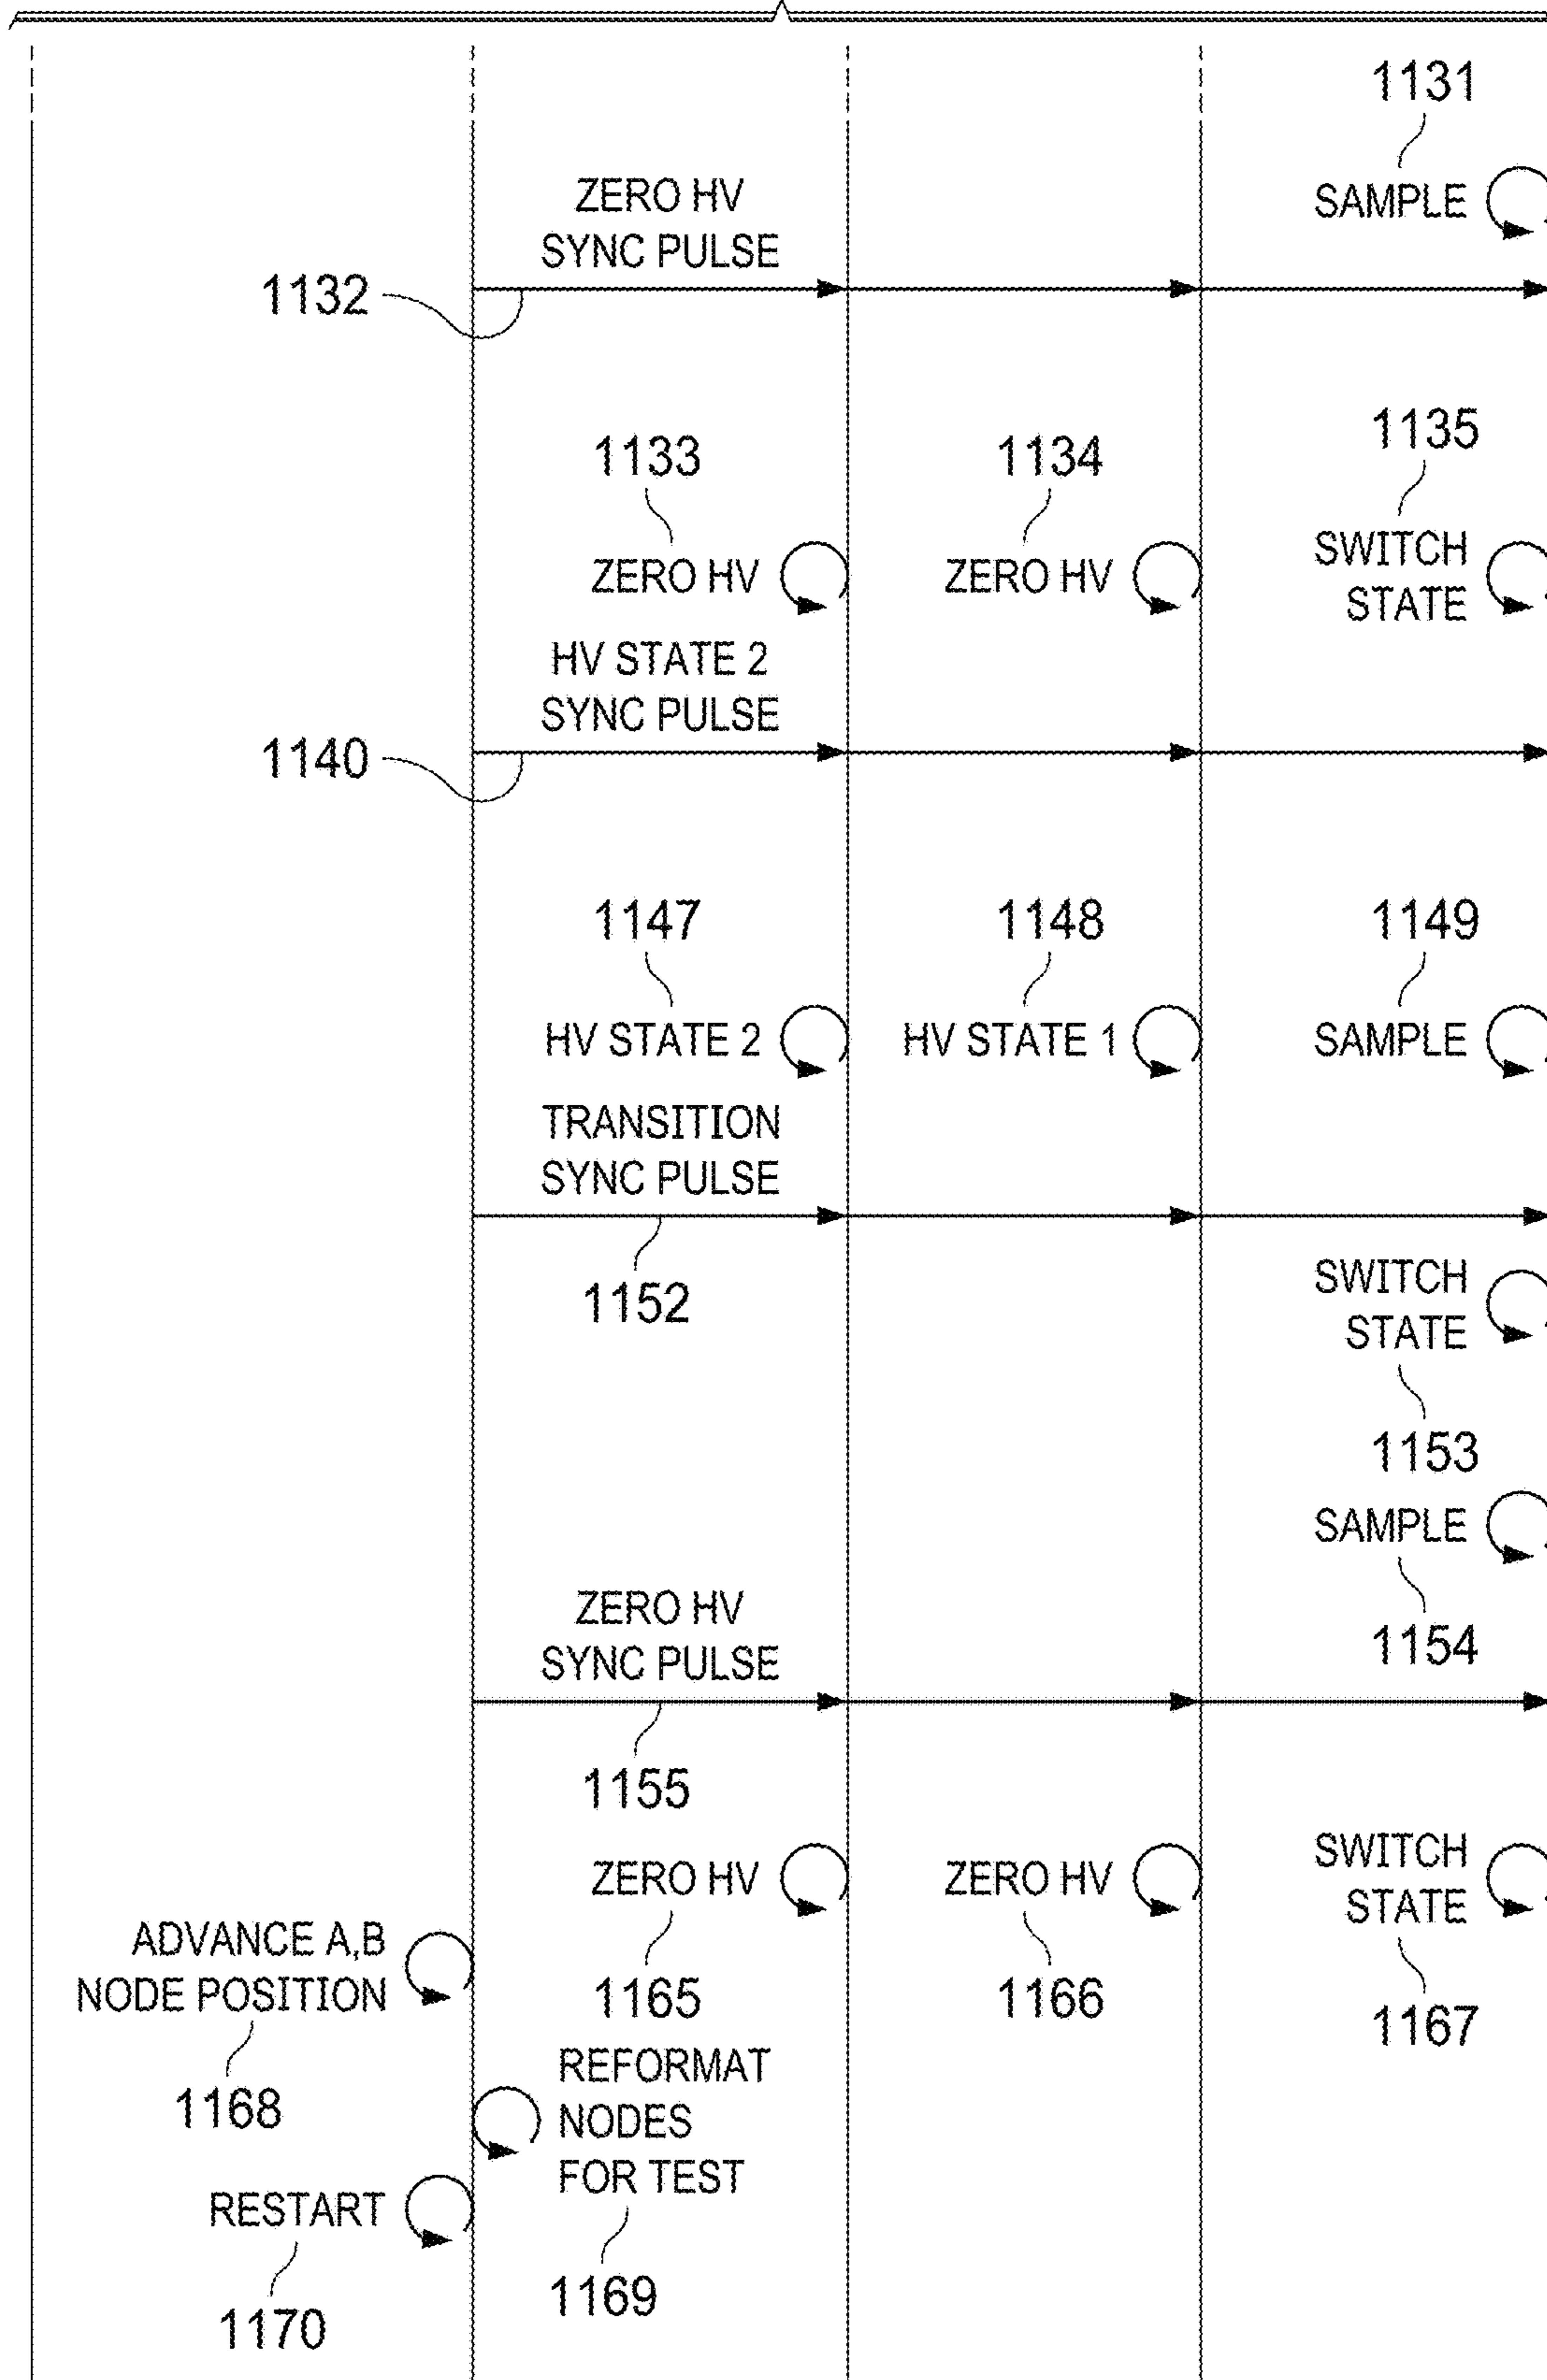 1131
SAMPLE
ZERO HV
SYNC PULSE
1132
1133
1134
1135
ZERO HV
ZERO HV
SWITCH
STATE
HV STATE 2
SYNC PULSE
1140
1147
1148
1149
HV STATE 2
HV STATE 1
SAMPLE
TRANSITION
SYNC PULSE
1152
SWITCH
STATE
1153
SAMPLE
1154
ZERO HV
SYNC PULSE
1155
ZERO HV
1165
ZERO HV
1166
SWITCH
STATE
1167
ADVANCE A,B
NODE POSITION
1168
REFORMAT
NODES
FOR TEST
1169
RESTART
1170